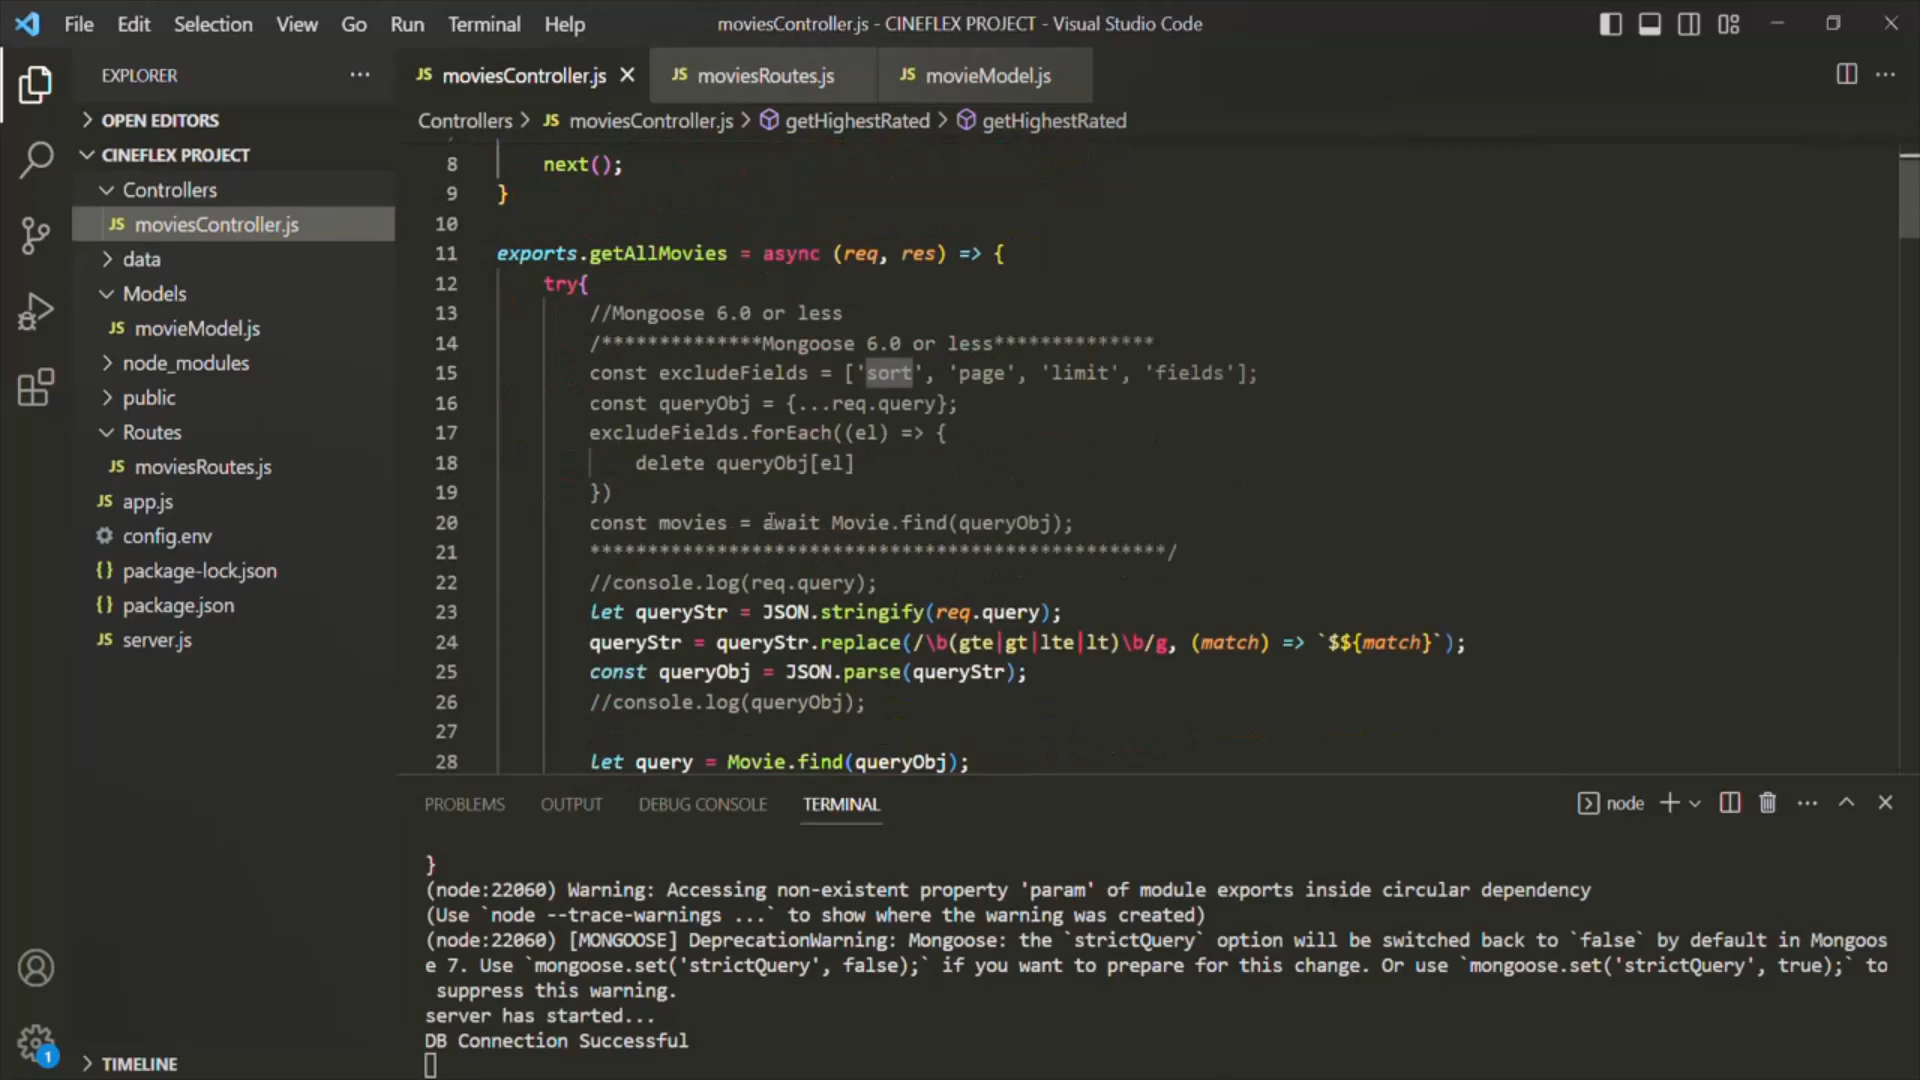 File Edit Selection View Go Run Terminal Help
moviesController.js - CINEFLEX PROJECT - Visual Studio Code
EXPLORER
OPEN EDITORS
CINEFLEX PROJECT
Controllers
JS moviesController.js
data
Models
JS movieModel.js
node_modules
public
Routes
JS moviesRoutes.js
JS app.js
config.env
{} package-lock.json
{} package.json
JS server.js
1
TIMELINE
JS moviesController.js
JS moviesRoutes.js
JS movieModel.js
Controllers > JS moviesController.js > getHighestRated > getHighestRated
8 next();
9 }
10
11 exports.getAllMovies = async (req, res) => {
12 try{
13 //Mongoose 6.0 or less
14 /**************Mongoose 6.0 or less**************
15 const excludeFields = ['sort', 'page', 'limit', 'fields'];
16 const queryObj = {...req.query};
17 excludeFields.forEach((el) => {
18 delete queryObj[el]
19 })
20 const movies = await Movie.find(queryObj);
21 **************************************************/
22 //console.log(req.query);
23 let queryStr = JSON.stringify(req.query);
24 queryStr = queryStr.replace(/\b(gte|gt|lte|lt)\b/g, (match) => `$${match}`);
25 const queryObj = JSON.parse(queryStr);
26 //console.log(queryObj);
27
28 let query = Movie.find(queryObj);
PROBLEMS OUTPUT DEBUG CONSOLE TERMINAL
node
}
(node:22060) Warning: Accessing non-existent property 'param' of module exports inside circular dependency
(Use `node --trace-warnings ...` to show where the warning was created)
(node:22060) [MONGOOSE] DeprecationWarning: Mongoose: the `strictQuery` option will be switched back to `false` by default in Mongoos
e 7. Use `mongoose.set('strictQuery', false);` if you want to prepare for this change. Or use `mongoose.set('strictQuery', true);` to
suppress this warning.
server has started...
DB Connection Successful